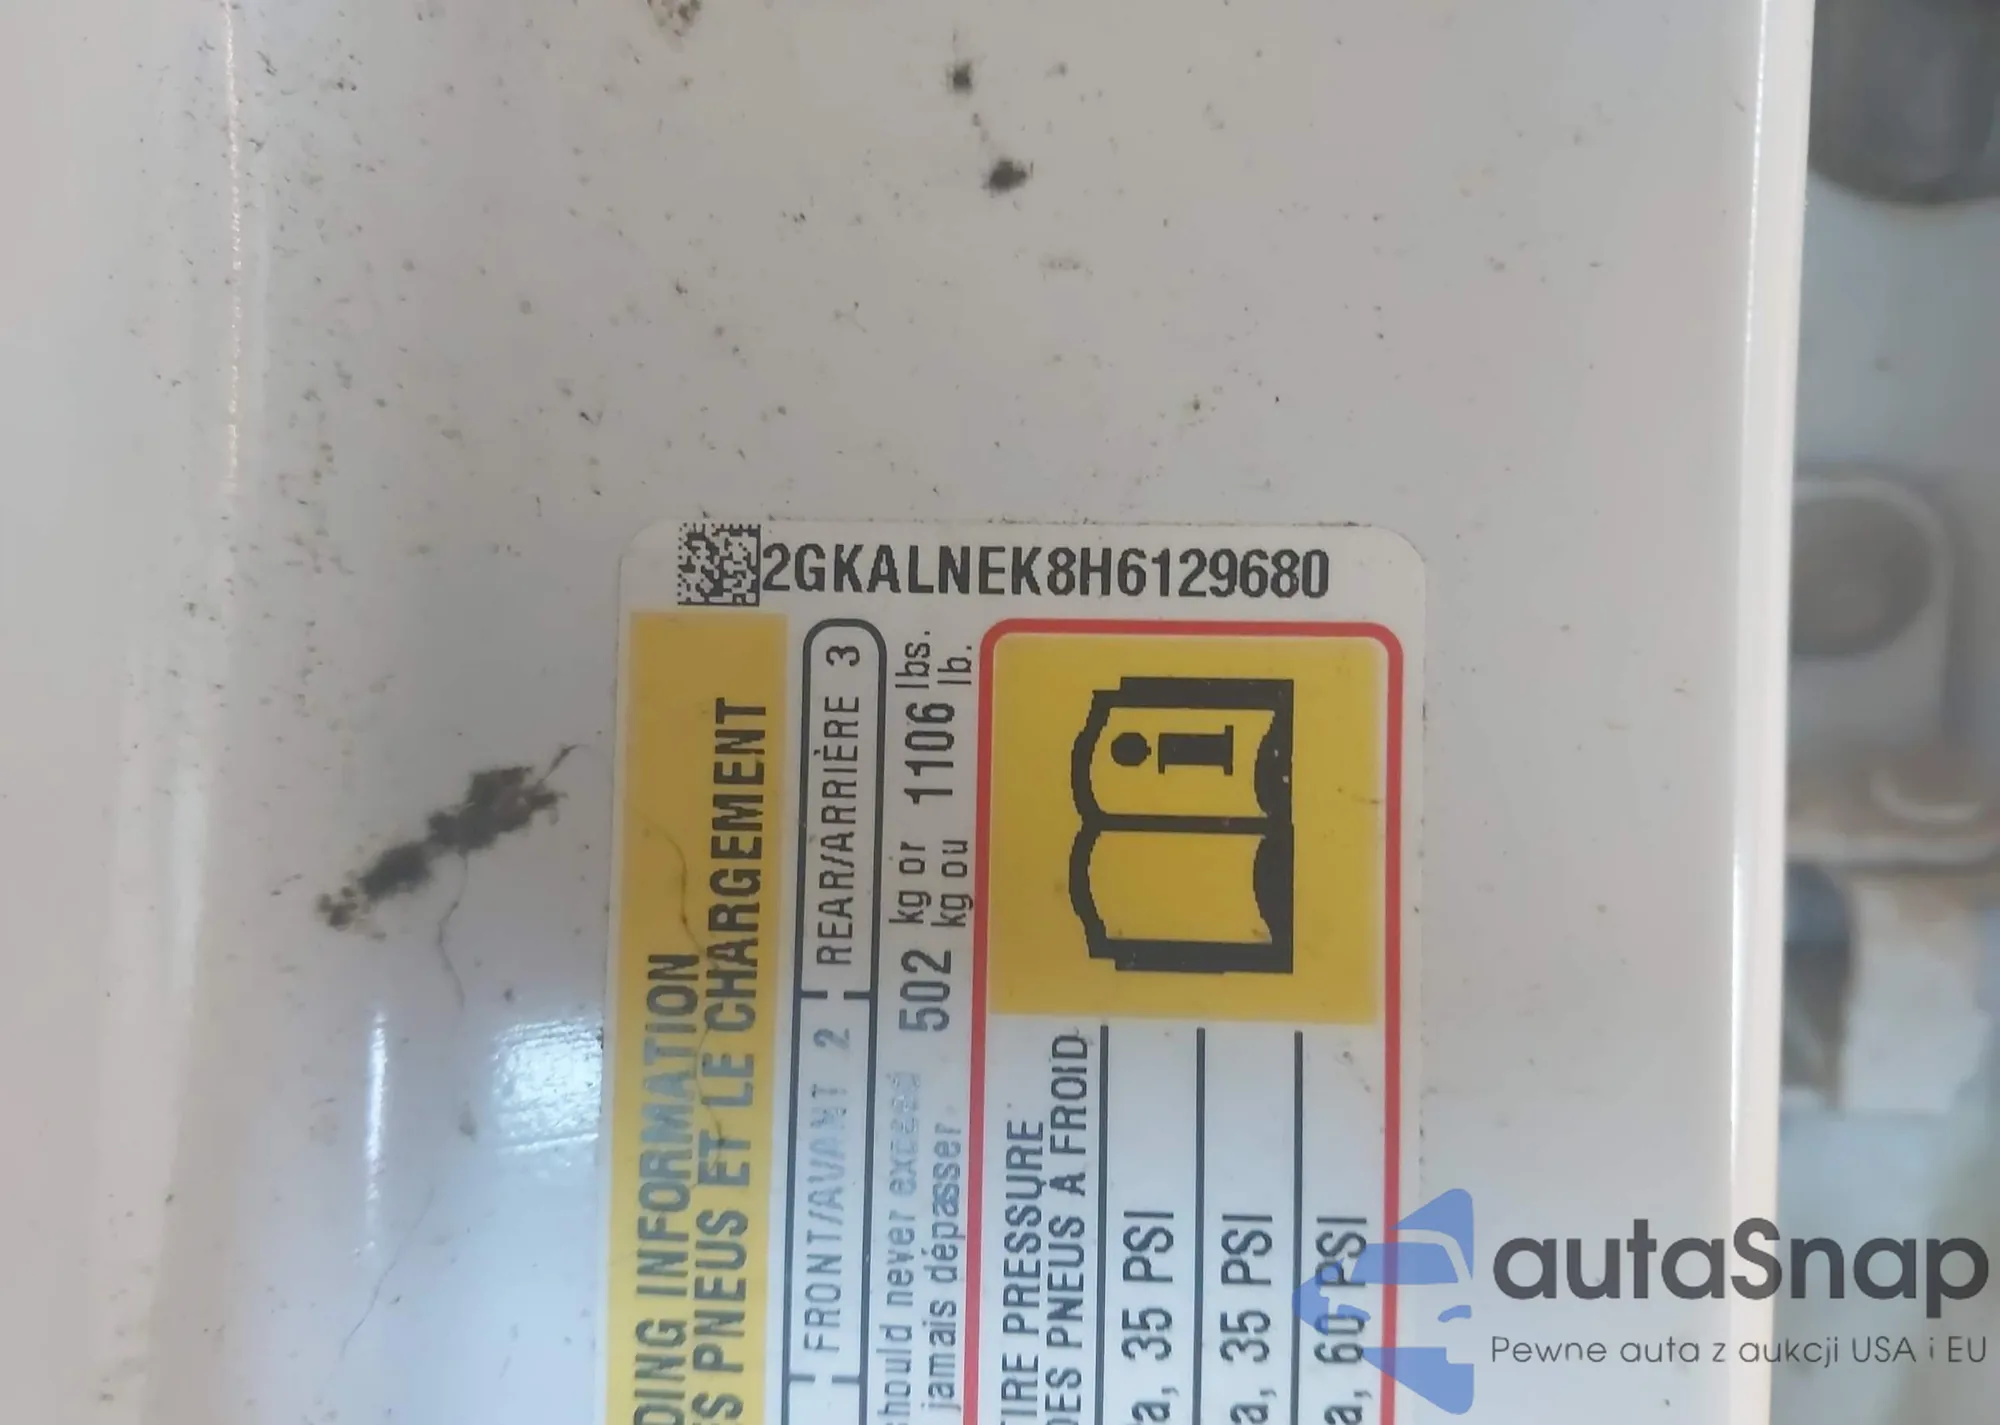 2GKALNEK8H6129680
DING INFORMATION
S PNEUS ET LE CHARGEMENT
FRONT/AVANT 2 REAR/ARRIÈRE 3
hould never exceed 502 kg or 1106 lbs.
jamais dépasser kg ou lb.
TIRE PRESSURE
DES PNEUS À FROID
a, 35 PSI
a, 35 PSI
a, 60 PSI
i
autaSnap
Pewne auta z aukcji USA i EU